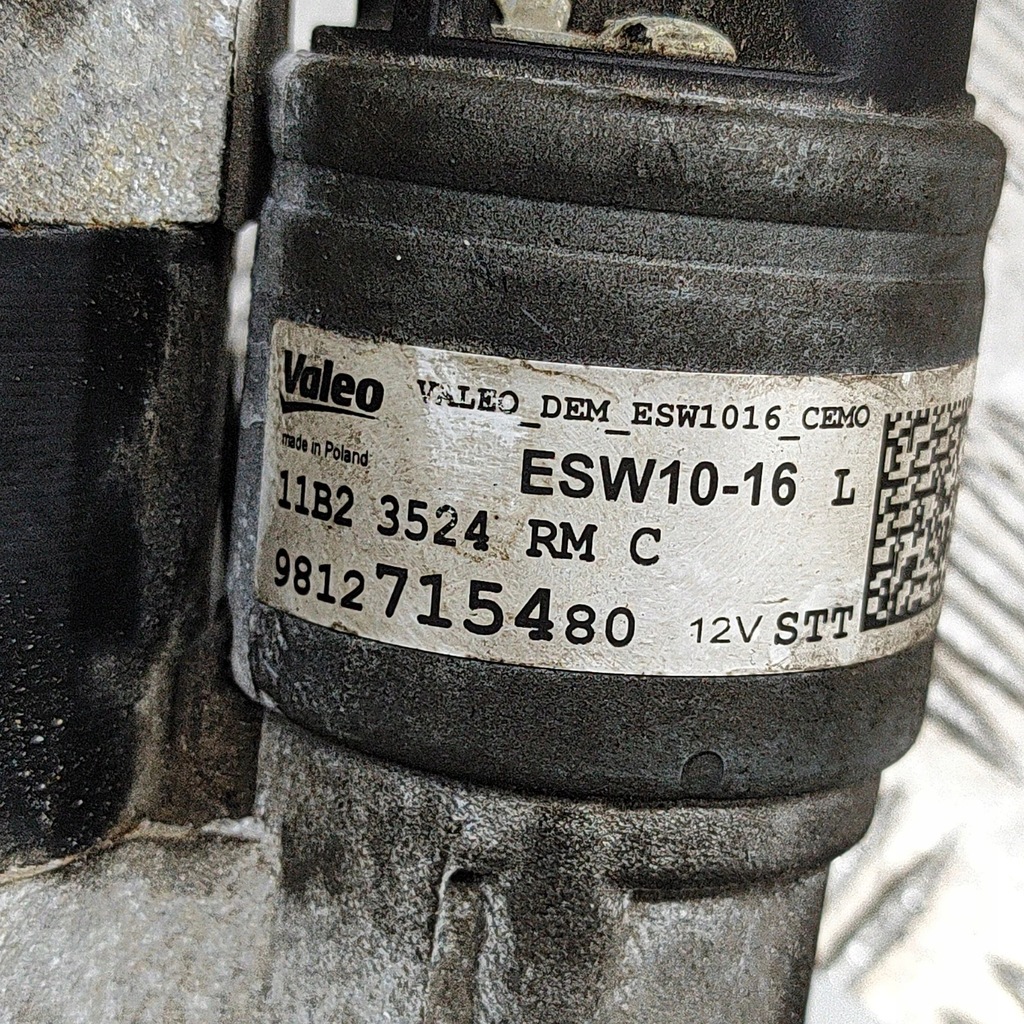 Valeo VALEO_DEM_ESW1016_CEMO
made in Poland
ESW10-16 L
11B2 3524 RM C
9812715480 12V STT